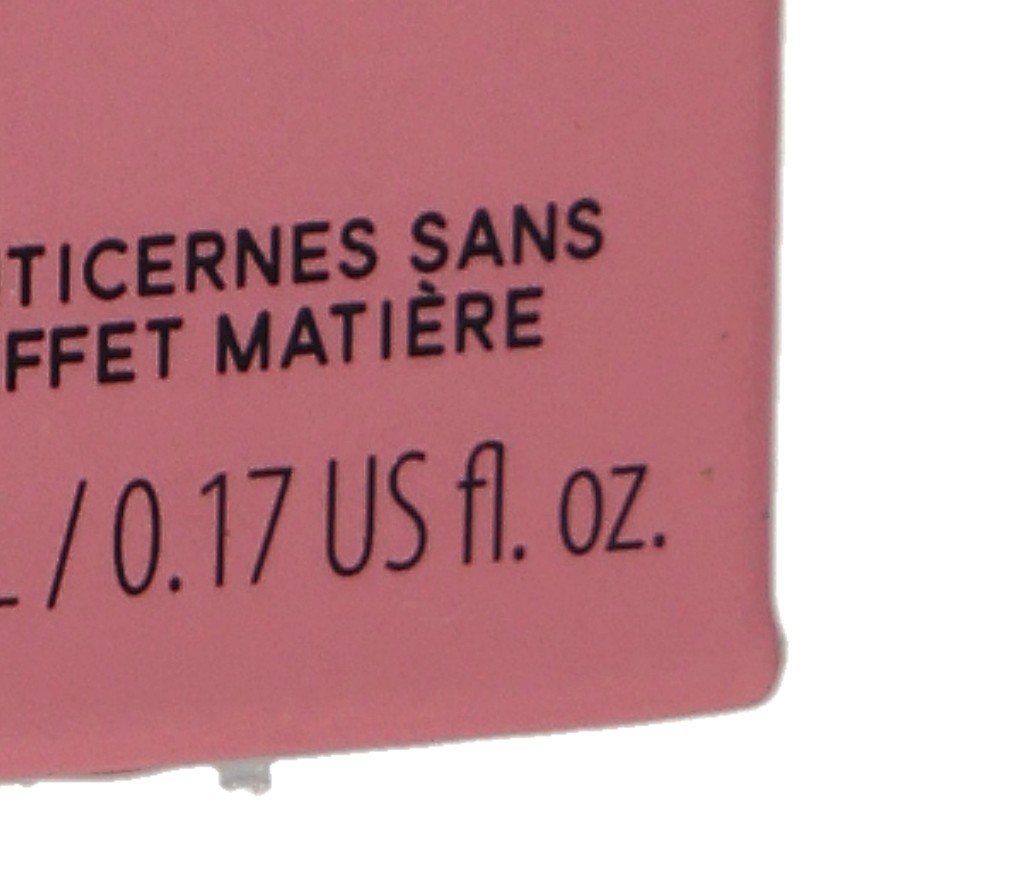 TICERNES SANS
FFET MATIÈRE
L / 0.17 US fl. oz.